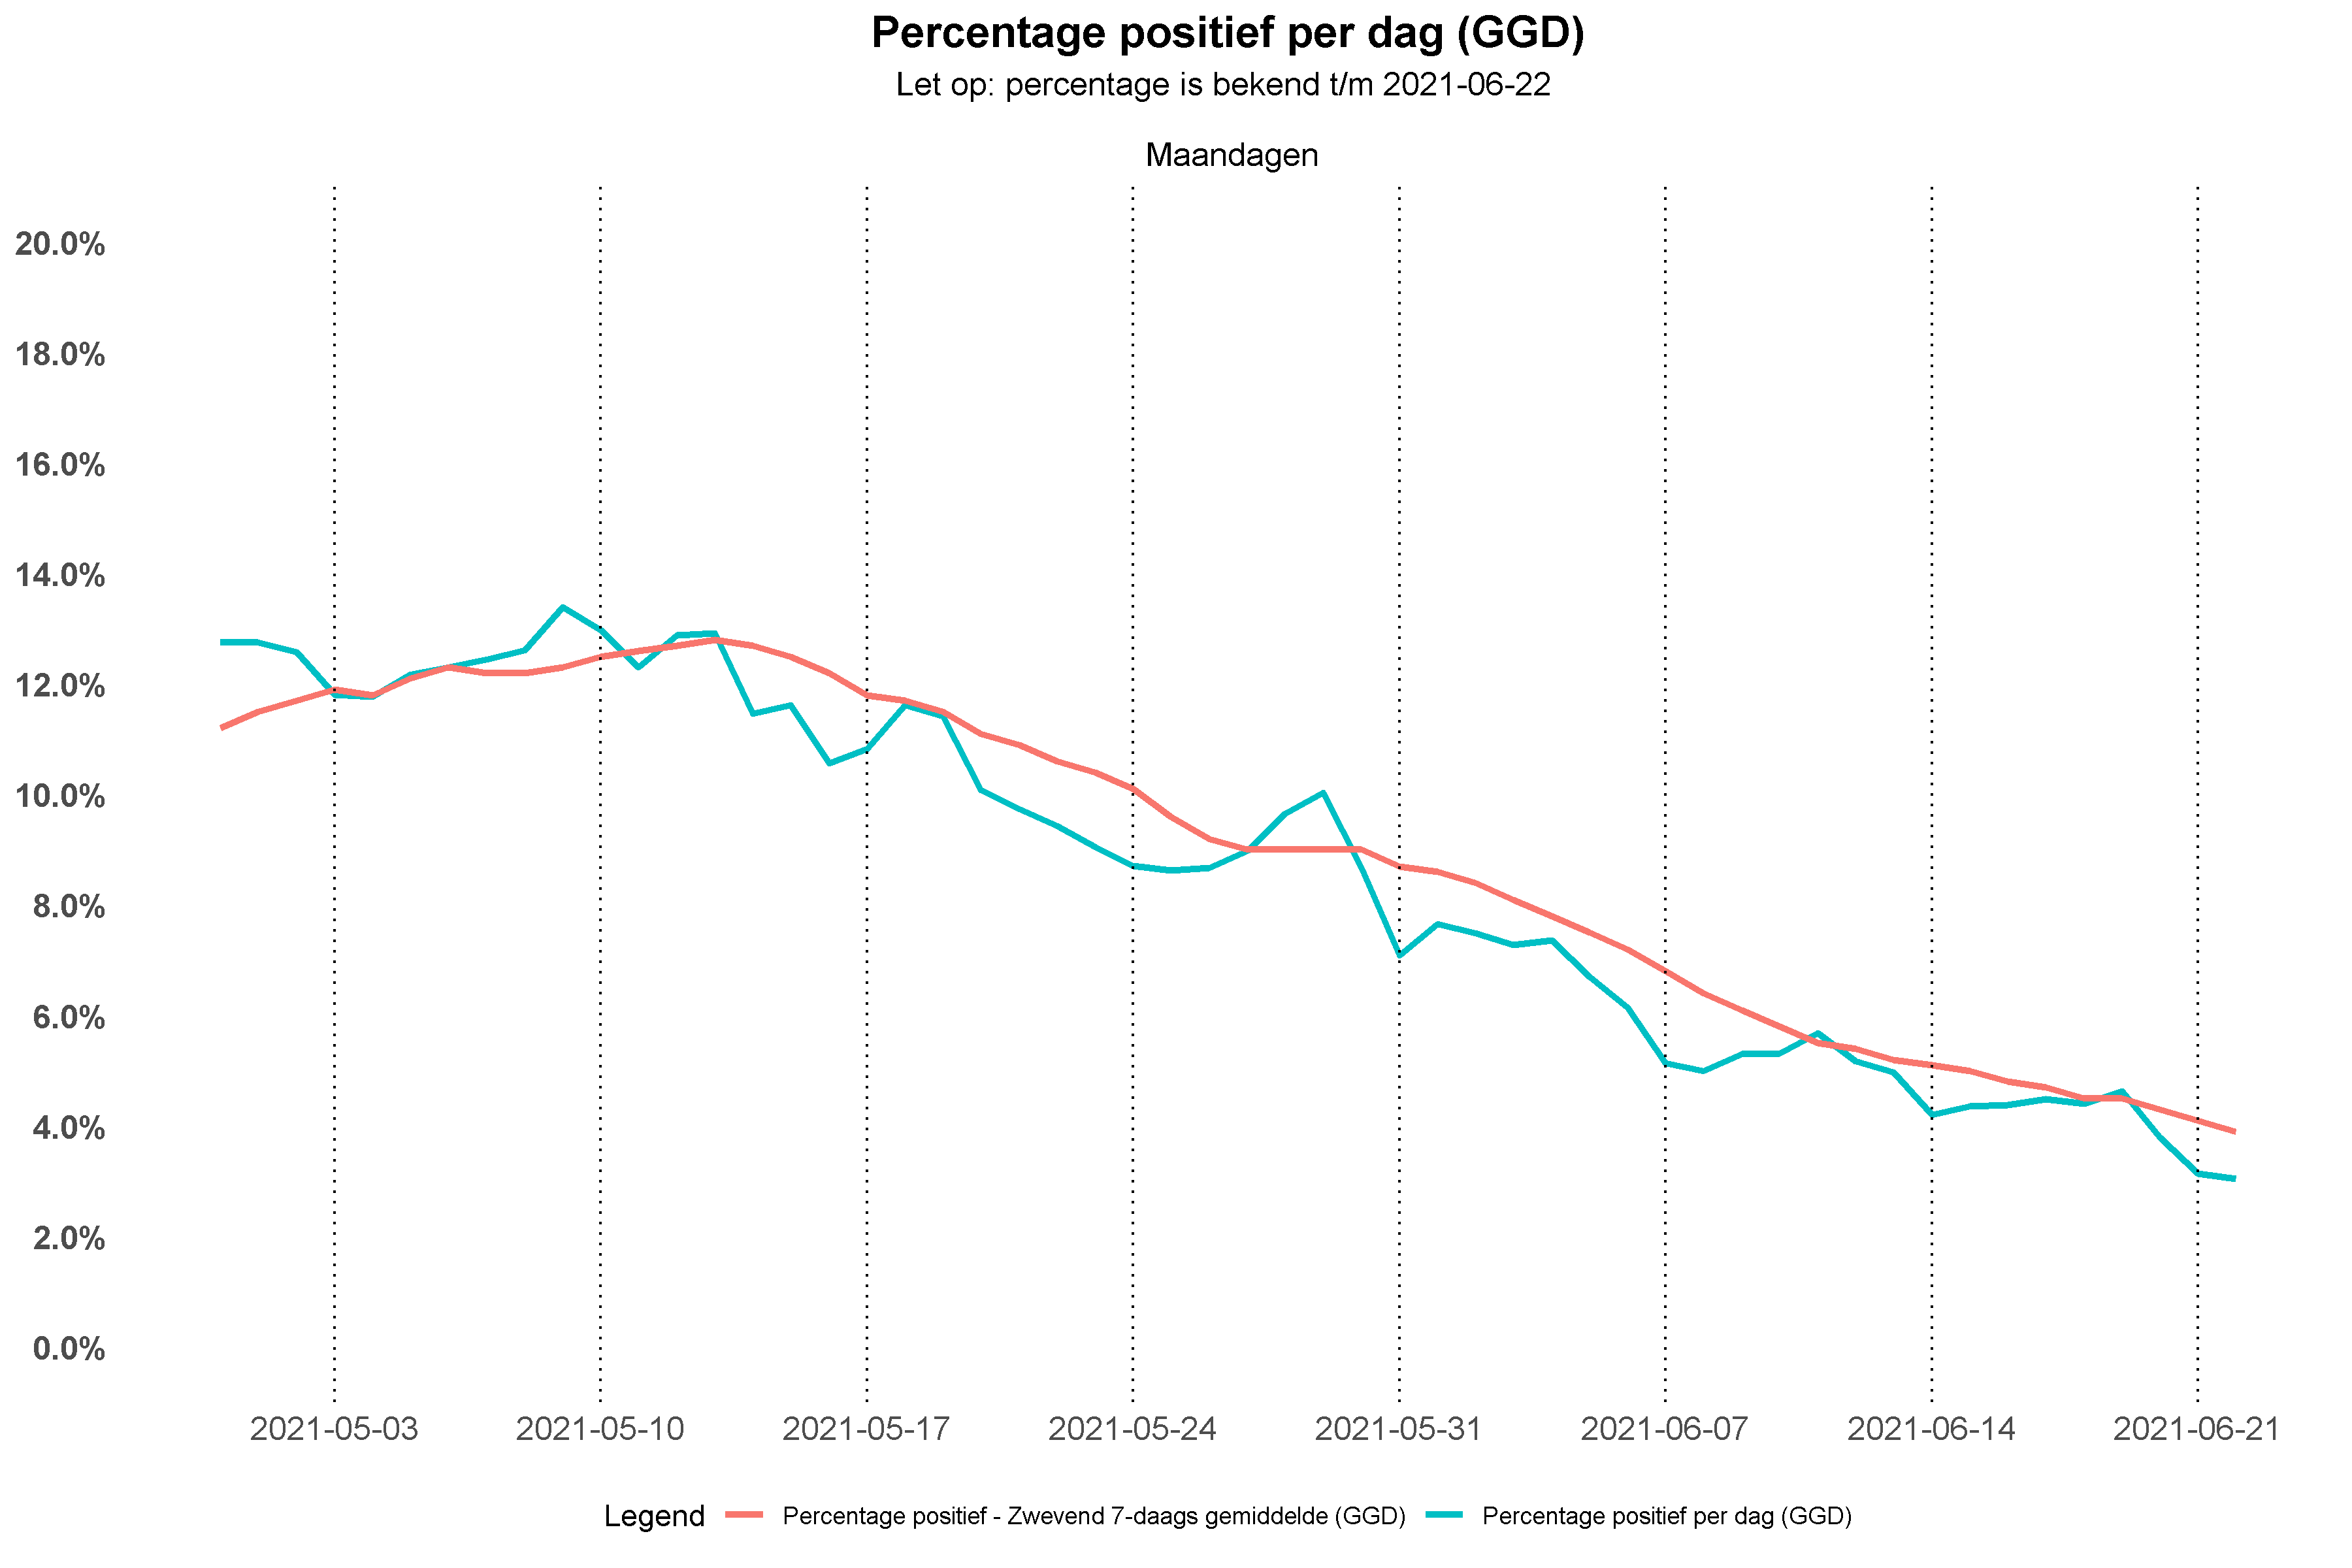 Percentage positief per dag (GGD)
Let op: percentage is bekend t/m 2021-06-22
Maandagen
20.0%
18.0%
16.0%
14.0%
12.0%
10.0%
8.0%
6.0%
4.0%
2.0%
0.0%
2021-05-03 2021-05-10 2021-05-17 2021-05-24 2021-05-31 2021-06-07 2021-06-14 2021-06-21
Legend Percentage positief - Zwevend 7-daags gemiddelde (GGD) Percentage positief per dag (GGD)